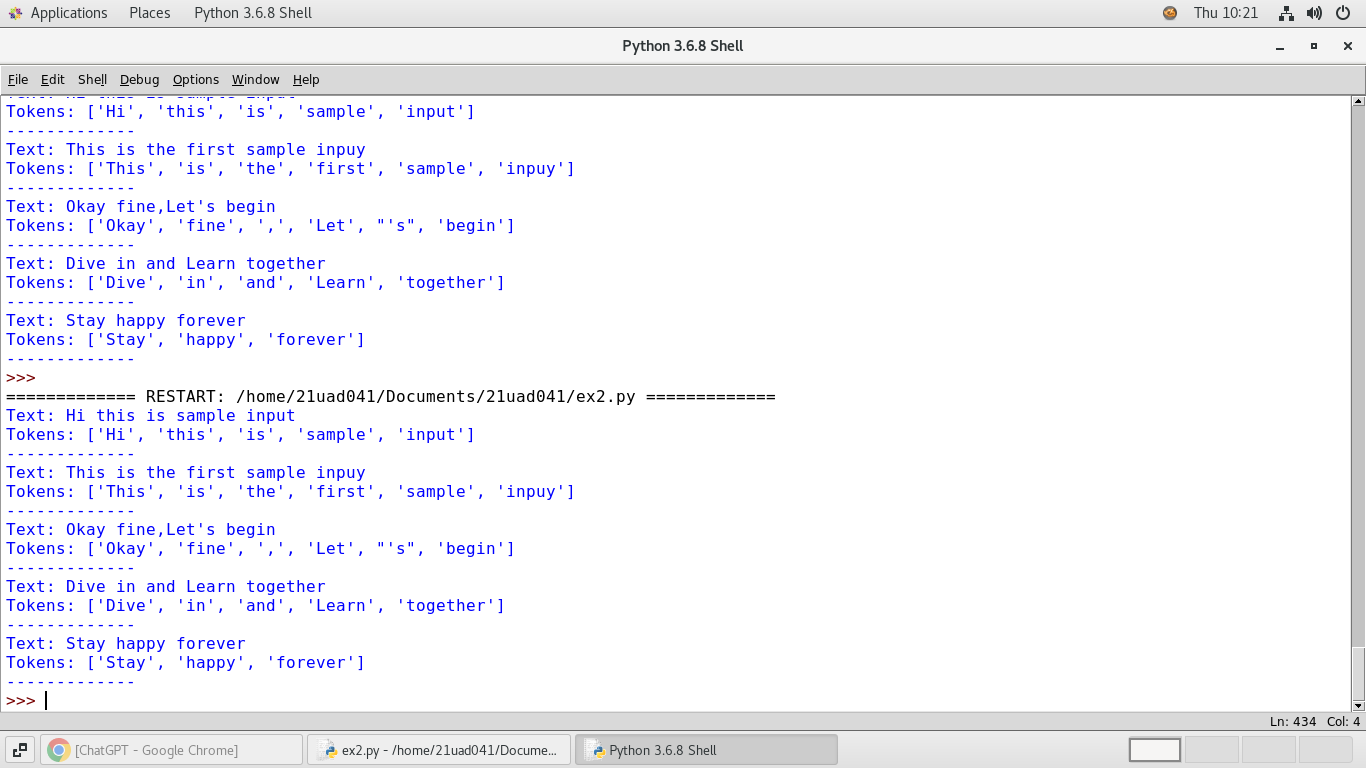 Applications Places Python 3.6.8 Shell Thu 10:21
Python 3.6.8 Shell
File Edit Shell Debug Options Window Help
Tokens: ['Hi', 'this', 'is', 'sample', 'input']
-------------
Text: This is the first sample inpuy
Tokens: ['This', 'is', 'the', 'first', 'sample', 'inpuy']
-------------
Text: Okay fine,Let's begin
Tokens: ['Okay', 'fine', ',', 'Let', "'s", 'begin']
-------------
Text: Dive in and Learn together
Tokens: ['Dive', 'in', 'and', 'Learn', 'together']
-------------
Text: Stay happy forever
Tokens: ['Stay', 'happy', 'forever']
-------------
>>>
============= RESTART: /home/21uad041/Documents/21uad041/ex2.py =============
Text: Hi this is sample input
Tokens: ['Hi', 'this', 'is', 'sample', 'input']
-------------
Text: This is the first sample inpuy
Tokens: ['This', 'is', 'the', 'first', 'sample', 'inpuy']
-------------
Text: Okay fine,Let's begin
Tokens: ['Okay', 'fine', ',', 'Let', "'s", 'begin']
-------------
Text: Dive in and Learn together
Tokens: ['Dive', 'in', 'and', 'Learn', 'together']
-------------
Text: Stay happy forever
Tokens: ['Stay', 'happy', 'forever']
-------------
>>>
Ln: 434 Col: 4
[ChatGPT - Google Chrome] ex2.py - /home/21uad041/Docume... Python 3.6.8 Shell